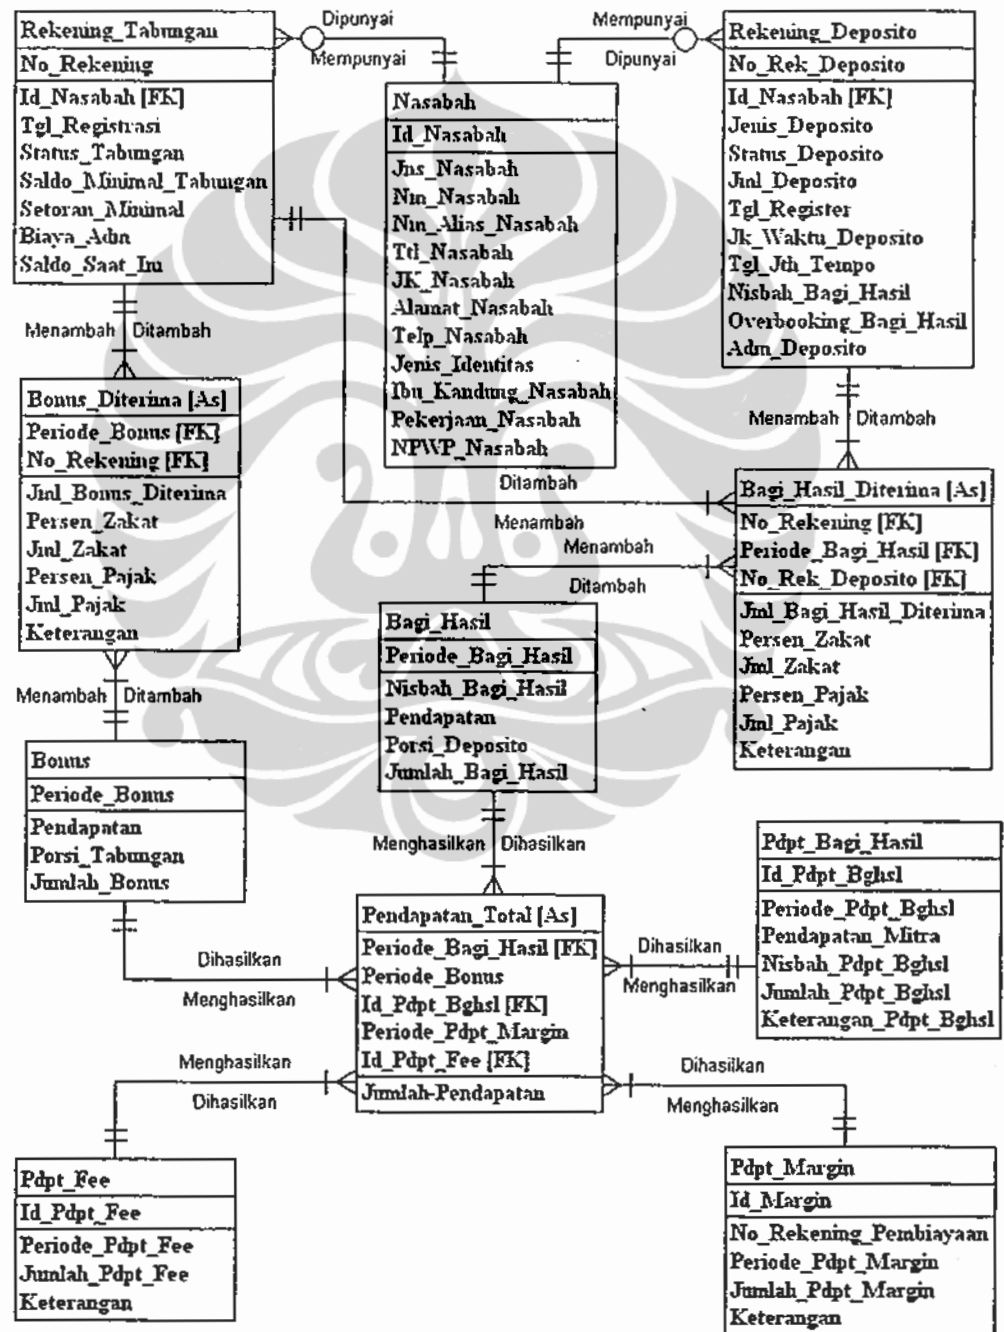 Rekening_Tabungan
No_Rekening
Id_Nasabah [FK]
Tgl_Registrasi
Status_Tabungan
Saldo_Minimal_Tabungan
Setoran_Minimal
Biaya_Adm
Saldo_Saat_Ini
Dipunyai
Mempunyai
Mempunyai
Dipunyai
Nasabah
Id_Nasabah
Jns_Nasabah
Nm_Nasabah
Nm_Alias_Nasabah
Ttl_Nasabah
JK_Nasabah
Alamat_Nasabah
Telp_Nasabah
Jenis_Identitas
Ibu_Kandung_Nasabah
Pekerjaan_Nasabah
NPWP_Nasabah
Rekening_Deposito
No_Rek_Deposito
Id_Nasabah [FK]
Jenis_Deposito
Status_Deposito
Jml_Deposito
Tgl_Register
Jk_Waktu_Deposito
Tgl_Jth_Tempo
Nisbah_Bagi_Hasil
Overbooking_Bagi_Hasil
Adm_Deposito
Menambah Ditambah
Menambah Ditambah
Bonus_Diterima [As]
Periode_Bonus [FK]
No_Rekening [FK]
Jml_Bonus_Diterima
Persen_Zakat
Jml_Zakat
Persen_Pajak
Jml_Pajak
Keterangan
Ditambah
Menambah
Menambah
Ditambah
Bagi_Hasil_Diterima [As]
No_Rekening [FK]
Periode_Bagi_Hasil [FK]
No_Rek_Deposito [FK]
Jml_Bagi_Hasil_Diterima
Persen_Zakat
Jml_Zakat
Persen_Pajak
Jml_Pajak
Keterangan
Bagi_Hasil
Periode_Bagi_Hasil
Nisbah_Bagi_Hasil
Pendapatan
Porsi_Deposito
Jumlah_Bagi_Hasil
Menambah Ditambah
Bonus
Periode_Bonus
Pendapatan
Porsi_Tabungan
Jumlah_Bonus
Menghasilkan Dihasilkan
Pendapatan_Total [As]
Periode_Bagi_Hasil [FK]
Periode_Bonus
Id_Pdpt_Bghsl [FK]
Periode_Pdpt_Margin
Id_Pdpt_Fee [FK]
Jumlah-Pendapatan
Pdpt_Bagi_Hasil
Id_Pdpt_Bghsl
Periode_Pdpt_Bghsl
Pendapatan_Mitra
Nisbah_Pdpt_Bghsl
Jumlah_Pdpt_Bghsl
Keterangan_Pdpt_Bghsl
Dihasilkan
Menghasilkan
Dihasilkan
Menghasilkan
Menghasilkan
Dihasilkan
Dihasilkan
Menghasilkan
Pdpt_Fee
Id_Pdpt_Fee
Periode_Pdpt_Fee
Jumlah_Pdpt_Fee
Keterangan
Pdpt_Margin
Id_Margin
No_Rekening_Pembiayaan
Periode_Pdpt_Margin
Jumlah_Pdpt_Margin
Keterangan